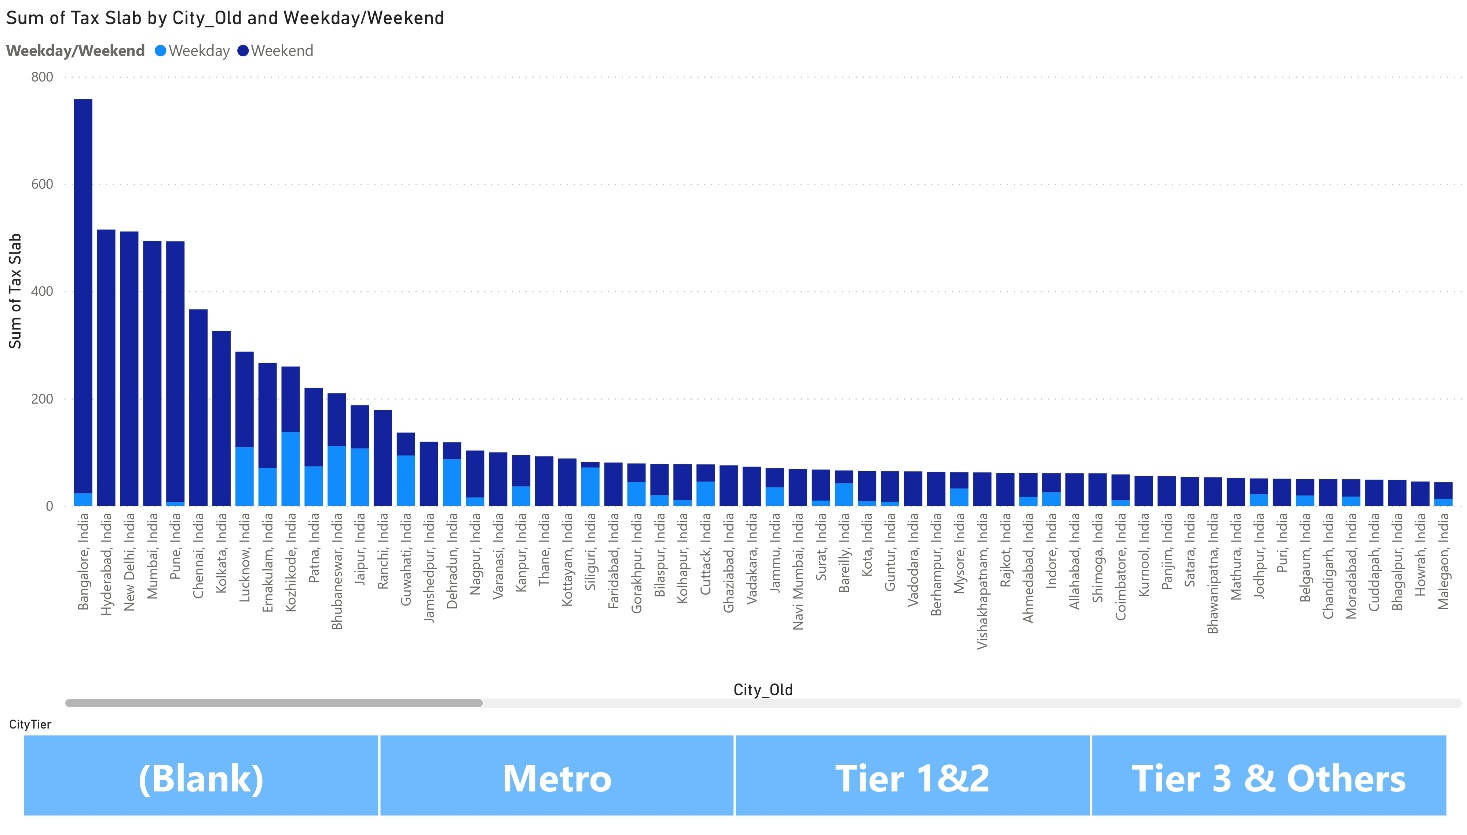 Sum of Tax Slab by City_Old and Weekday/Weekend
Weekday/Weekend Weekday Weekend
800
600
400
200
0
Sum of Tax Slab
Bangalore, India
Hyderabad, India
New Delhi, India
Mumbai, India
Pune, India
Chennai, India
Kolkata, India
Lucknow, India
Ernakulam, India
Kozhikode, India
Patna, India
Bhubaneswar, India
Jaipur, India
Ranchi, India
Guwahati, India
Jamshedpur, India
Dehradun, India
Nagpur, India
Varanasi, India
Kanpur, India
Thane, India
Kottayam, India
Siliguri, India
Faridabad, India
Gorakhpur, India
Bilaspur, India
Kolhapur, India
Cuttack, India
Ghaziabad, India
Vadakara, India
Jammu, India
Navi Mumbai, India
Surat, India
Bareilly, India
Kota, India
Guntur, India
Vadodara, India
Berhampur, India
Mysore, India
Vishakhapatnam, India
Rajkot, India
Ahmedabad, India
Indore, India
Allahabad, India
Shimoga, India
Coimbatore, India
Kurnool, India
Panjim, India
Satara, India
Bhawanipatna, India
Mathura, India
Jodhpur, India
Puri, India
Belgaum, India
Chandigarh, India
Moradabad, India
Cuddapah, India
Bhagalpur, India
Howrah, India
Malegaon, India
City_Old
CityTier
(Blank)
Metro
Tier 1&2
Tier 3 & Others